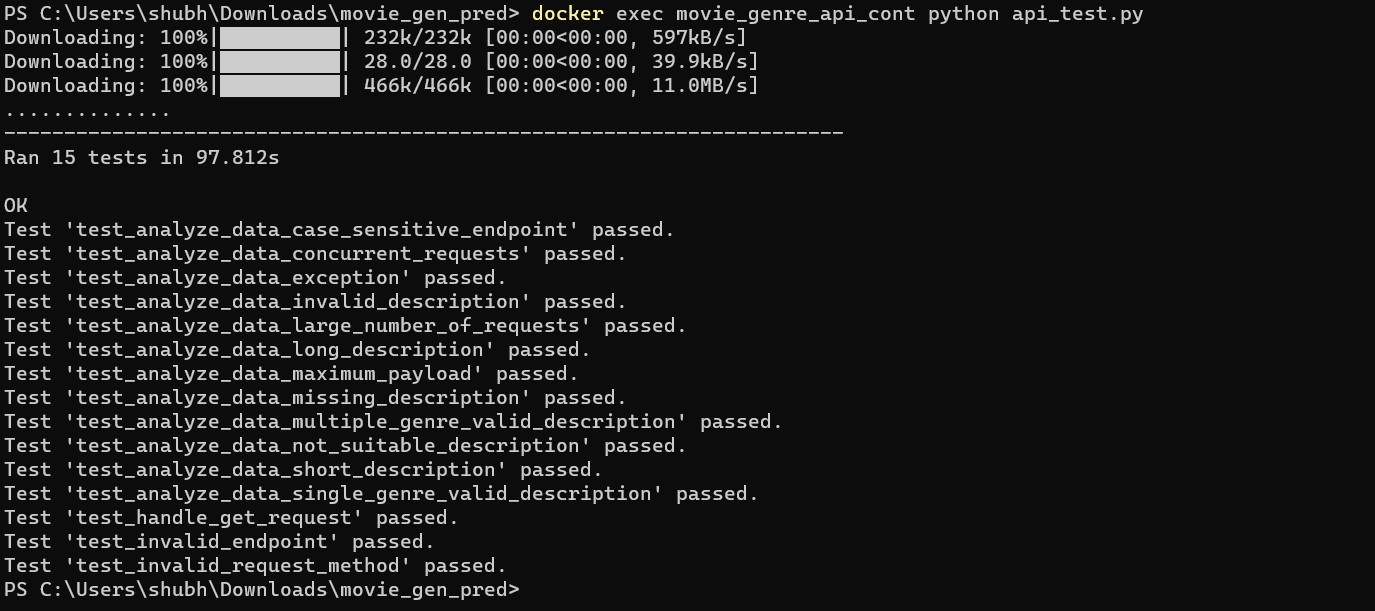 PS C:\Users\shubh\Downloads\movie_gen_pred> docker exec movie_genre_api_cont python api_test.py
Downloading: 100%|██████████| 232k/232k [00:00<00:00, 597kB/s]
Downloading: 100%|██████████| 28.0/28.0 [00:00<00:00, 39.9kB/s]
Downloading: 100%|██████████| 466k/466k [00:00<00:00, 11.0MB/s]
..............
----------------------------------------------------------------------
Ran 15 tests in 97.812s

OK
Test 'test_analyze_data_case_sensitive_endpoint' passed.
Test 'test_analyze_data_concurrent_requests' passed.
Test 'test_analyze_data_exception' passed.
Test 'test_analyze_data_invalid_description' passed.
Test 'test_analyze_data_large_number_of_requests' passed.
Test 'test_analyze_data_long_description' passed.
Test 'test_analyze_data_maximum_payload' passed.
Test 'test_analyze_data_missing_description' passed.
Test 'test_analyze_data_multiple_genre_valid_description' passed.
Test 'test_analyze_data_not_suitable_description' passed.
Test 'test_analyze_data_short_description' passed.
Test 'test_analyze_data_single_genre_valid_description' passed.
Test 'test_handle_get_request' passed.
Test 'test_invalid_endpoint' passed.
Test 'test_invalid_request_method' passed.
PS C:\Users\shubh\Downloads\movie_gen_pred>